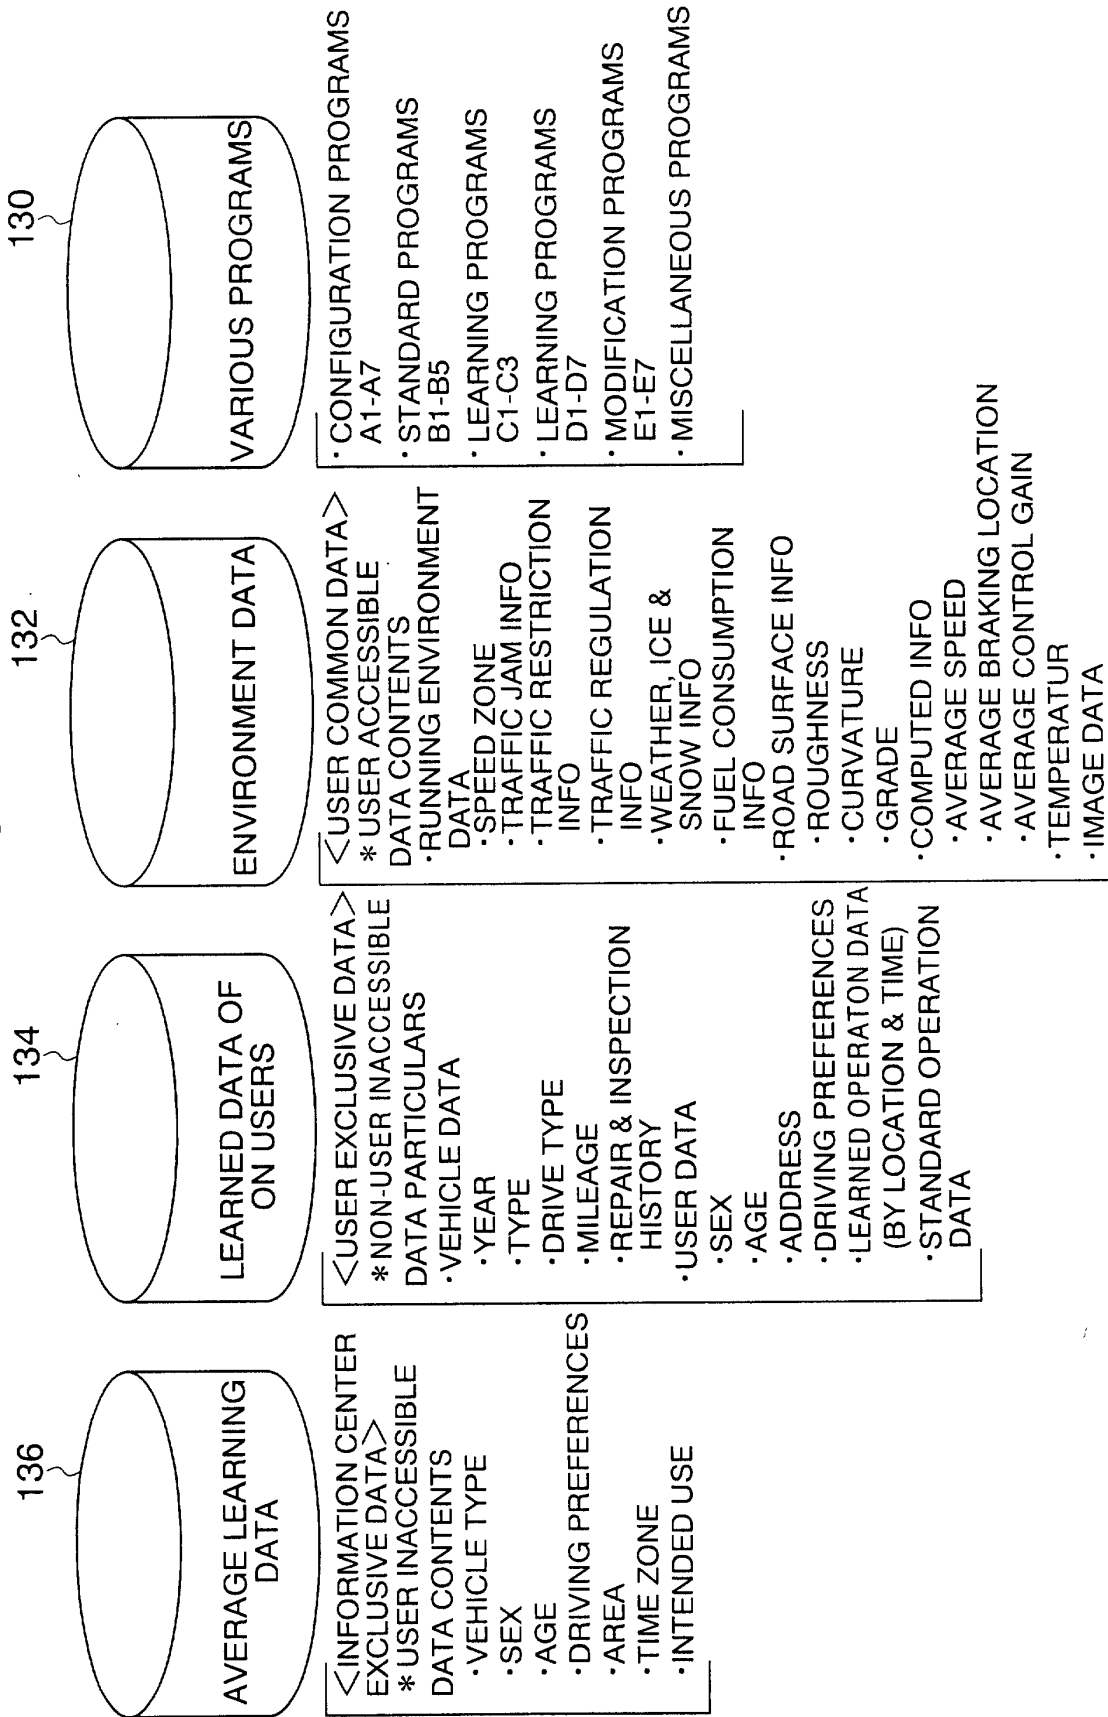 136
AVERAGE LEARNING
DATA
<INFORMATION CENTER
EXCLUSIVE DATA>
*USER INACCESSIBLE
DATA CONTENTS
·VEHICLE TYPE
·SEX
·AGE
·DRIVING PREFERENCES
·AREA
·TIME ZONE
·INTENDED USE
134
LEARNED DATA OF
ON USERS
<USER EXCLUSIVE DATA>
*NON-USER INACCESSIBLE
DATA PARTICULARS
·VEHICLE DATA
·YEAR
·TYPE
·DRIVE TYPE
·MILEAGE
·REPAIR & INSPECTION
HISTORY
·USER DATA
·SEX
·AGE
·ADDRESS
·DRIVING PREFERENCES
·LEARNED OPERATON DATA
(BY LOCATION & TIME)
·STANDARD OPERATION
DATA
132
ENVIRONMENT DATA
<USER COMMON DATA>
*USER ACCESSIBLE
DATA CONTENTS
·RUNNING ENVIRONMENT
DATA
·SPEED ZONE
·TRAFFIC JAM INFO
·TRAFFIC RESTRICTION
INFO
·TRAFFIC REGULATION
INFO
·WEATHER, ICE &
SNOW INFO
·FUEL CONSUMPTION
INFO
·ROAD SURFACE INFO
·ROUGHNESS
·CURVATURE
·GRADE
·COMPUTED INFO
·AVERAGE SPEED
·AVERAGE BRAKING LOCATION
·AVERAGE CONTROL GAIN
·TEMPERATUR
·IMAGE DATA
130
VARIOUS PROGRAMS
·CONFIGURATION PROGRAMS
A1-A7
·STANDARD PROGRAMS
B1-B5
·LEARNING PROGRAMS
C1-C3
·LEARNING PROGRAMS
D1-D7
·MODIFICATION PROGRAMS
E1-E7
·MISCELLANEOUS PROGRAMS